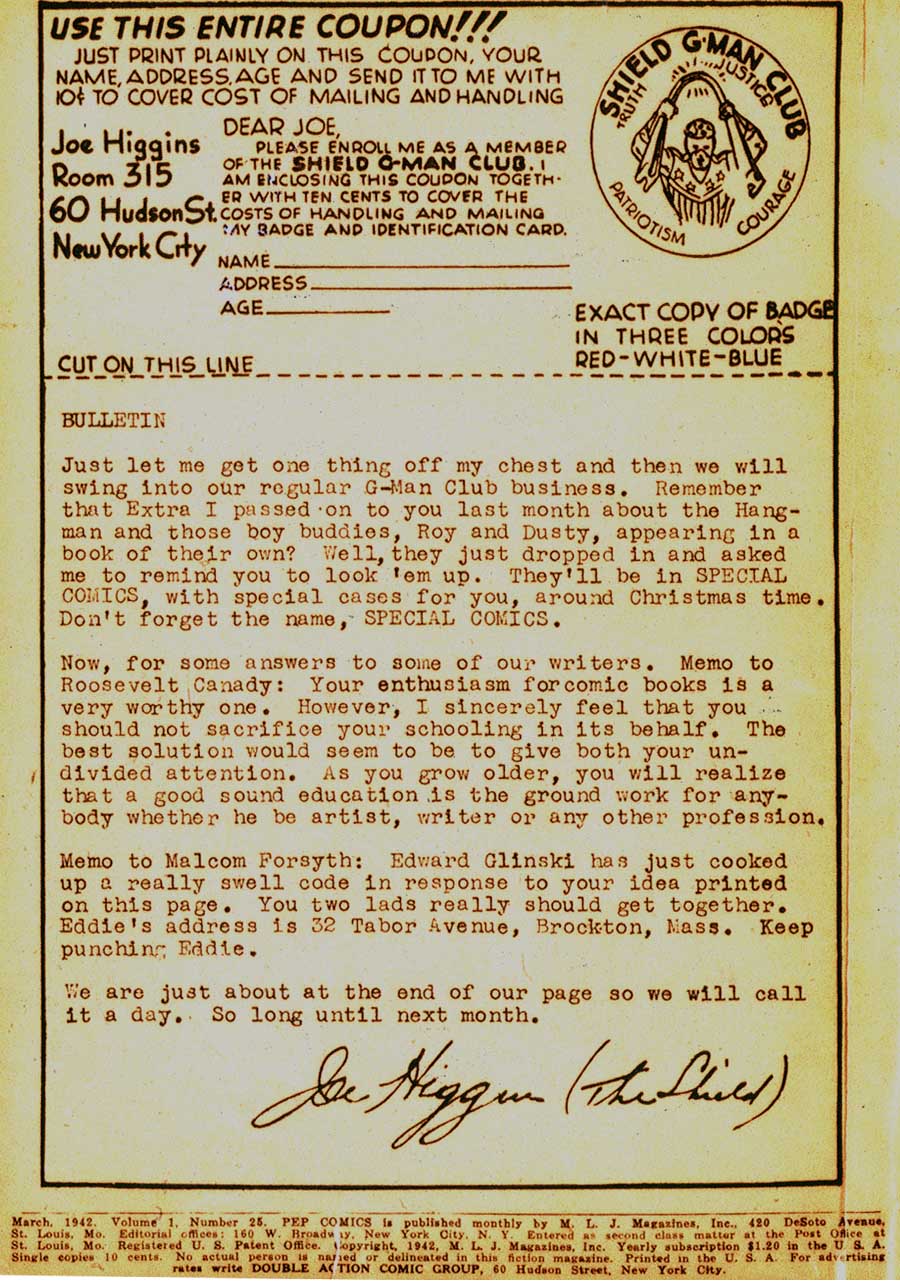 USE THIS ENTIRE COUPON!!!
JUST PRINT PLAINLY ON THIS COUPON, YOUR
NAME, ADDRESS, AGE AND SEND IT TO ME WITH
10¢ TO COVER COST OF MAILING AND HANDLING
Joe Higgins
Room 315
60 Hudson St.
New York City
DEAR JOE,
PLEASE ENROLL ME AS A MEMBER
OF THE SHIELD G-MAN CLUB. I
AM ENCLOSING THIS COUPON TOGETH-
ER WITH TEN CENTS TO COVER THE
COSTS OF HANDLING AND MAILING
MY BADGE AND IDENTIFICATION CARD.
NAME
ADDRESS
AGE
SHIELD G-MAN CLUB
TRUTH
JUSTICE
PATRIOTISM
COURAGE
EXACT COPY OF BADGE
IN THREE COLORS
RED-WHITE-BLUE
CUT ON THIS LINE
BULLETIN
Just let me get one thing off my chest and then we will
swing into our regular G-Man Club business. Remember
that Extra I passed on to you last month about the Hang-
man and those boy buddies, Roy and Dusty, appearing in a
book of their own? Well, they just dropped in and asked
me to remind you to look 'em up. They'll be in SPECIAL
COMICS, with special cases for you, around Christmas time.
Don't forget the name, SPECIAL COMICS.
Now, for some answers to some of our writers. Memo to
Roosevelt Canady: Your enthusiasm forcomic books is a
very worthy one. However, I sincerely feel that you
should not sacrifice your schooling in its behalf. The
best solution would seem to be to give both your un-
divided attention. As you grow older, you will realize
that a good sound education is the ground work for any-
body whether he be artist, writer or any other profession.
Memo to Malcom Forsyth: Edward Glinski has just cooked
up a really swell code in response to your idea printed
on this page. You two lads really should get together.
Eddie's address is 32 Tabor Avenue, Brockton, Mass. Keep
punching Eddie.
We are just about at the end of our page so we will call
it a day. So long until next month.
Joe Higgins (The Shield)
March, 1942. Volume 1, Number 25. PEP COMICS is published monthly by M. L. J. Magazines, Inc., 420 DeSoto Avenue,
St. Louis, Mo. Editorial offices: 160 W. Broadway, New York City, N. Y. Entered as second class matter at the Post Office at
St. Louis, Mo. Registered U. S. Patent Office. Copyright, 1942, M. L. J. Magazines, Inc. Yearly subscription $1.20 in the U. S. A.
Single copies 10 cents. No actual person is named or delineated in this fiction magazine. Printed in the U. S. A. For advertising
rates write DOUBLE ACTION COMIC GROUP, 60 Hudson Street, New York City.